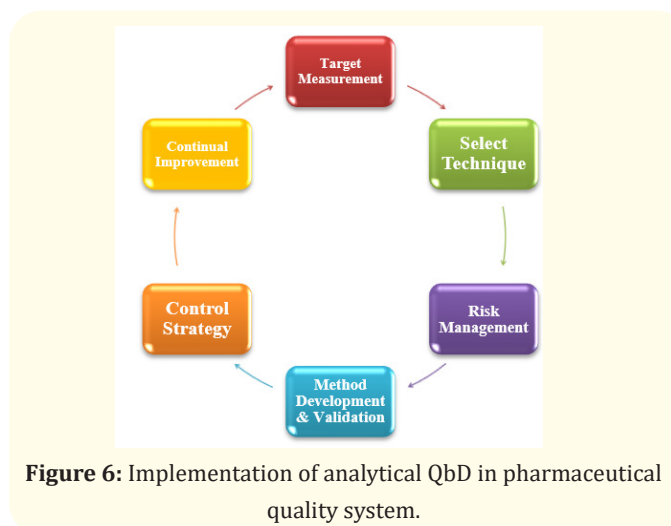 Target
Measurement
Select
Technique
Risk
Management
Method
Development
& Validation
Control
Strategy
Continual
Improvement
Figure 6: Implementation of analytical QbD in pharmaceutical
quality system.